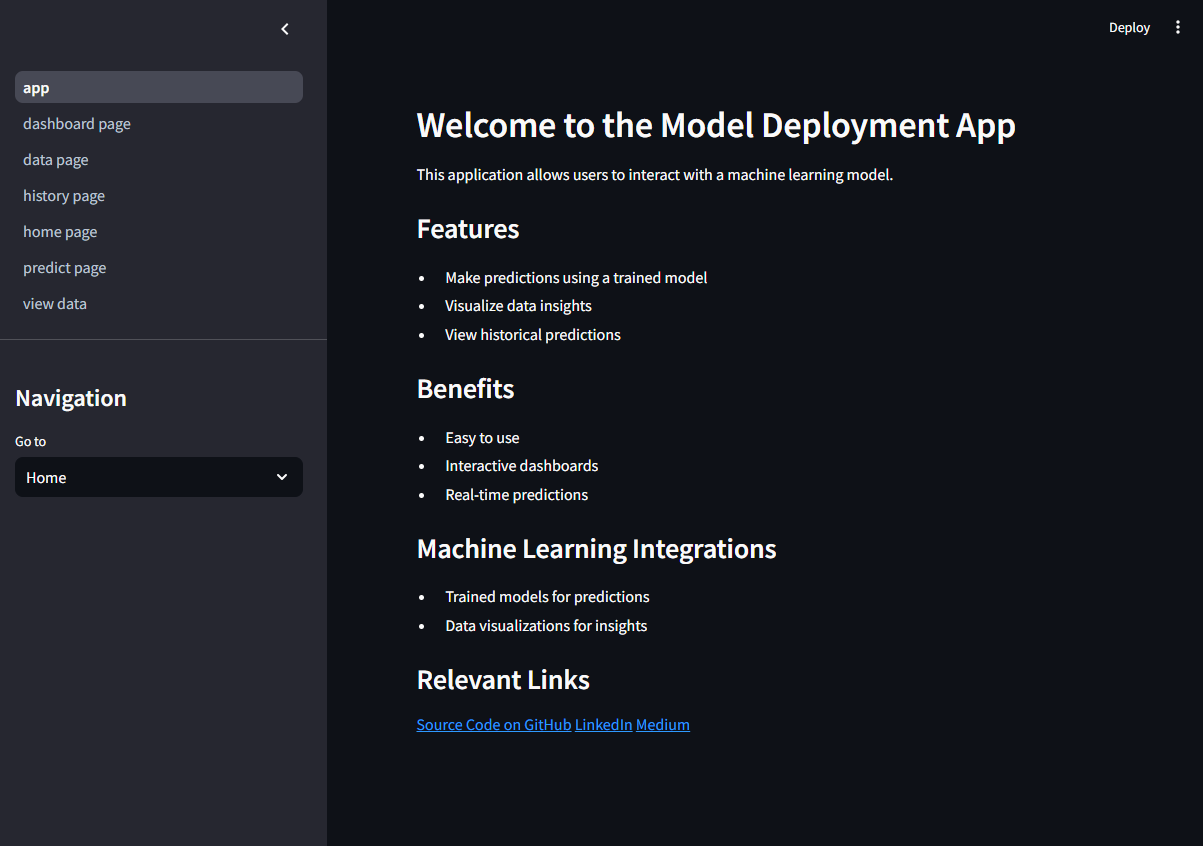 app
dashboard page
data page
history page
home page
predict page
view data
Navigation
Go to
Home
Deploy
Welcome to the Model Deployment App
This application allows users to interact with a machine learning model.
Features
Make predictions using a trained model
Visualize data insights
View historical predictions
Benefits
Easy to use
Interactive dashboards
Real-time predictions
Machine Learning Integrations
Trained models for predictions
Data visualizations for insights
Relevant Links
Source Code on GitHub LinkedIn Medium